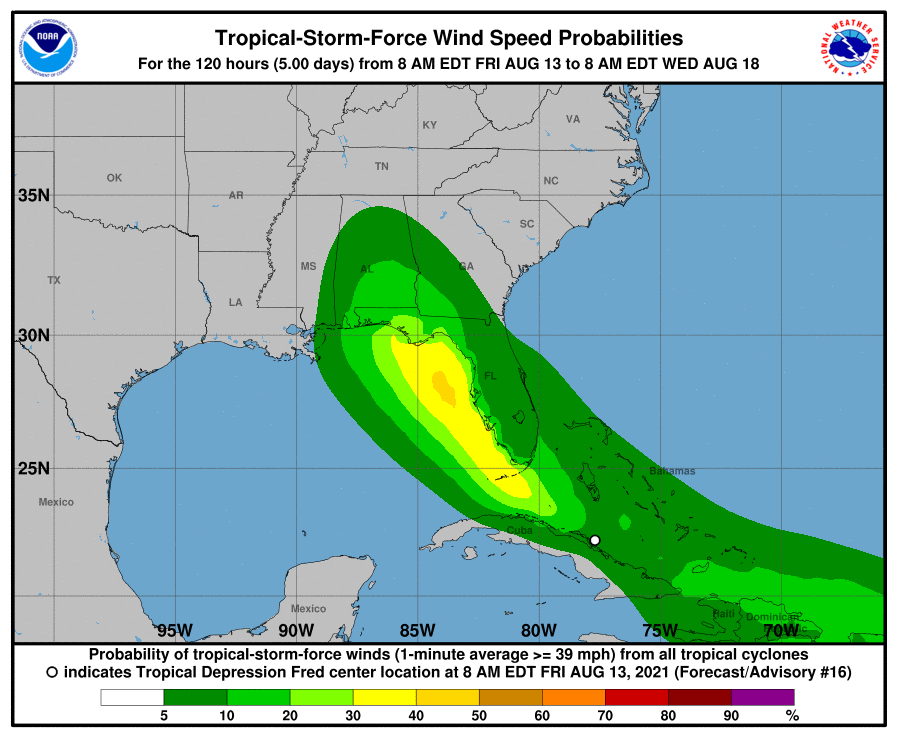 Tropical-Storm-Force Wind Speed Probabilities
For the 120 hours (5.00 days) from 8 AM EDT FRI AUG 13 to 8 AM EDT WED AUG 18
NOAA
NATIONAL WEATHER SERVICE
KY
VA
TN
OK
NC
AR
35N
SC
MS
AL
GA
TX
LA
30N
FL
25N
Bahamas
Mexico
Cuba
Mexico
Haiti
Dominican
95W
90W
85W
80W
75W
70W
Probability of tropical-storm-force winds (1-minute average >= 39 mph) from all tropical cyclones
indicates Tropical Depression Fred center location at 8 AM EDT FRI AUG 13, 2021 (Forecast/Advisory #16)
5 10 20 30 40 50 60 70 80 90 %